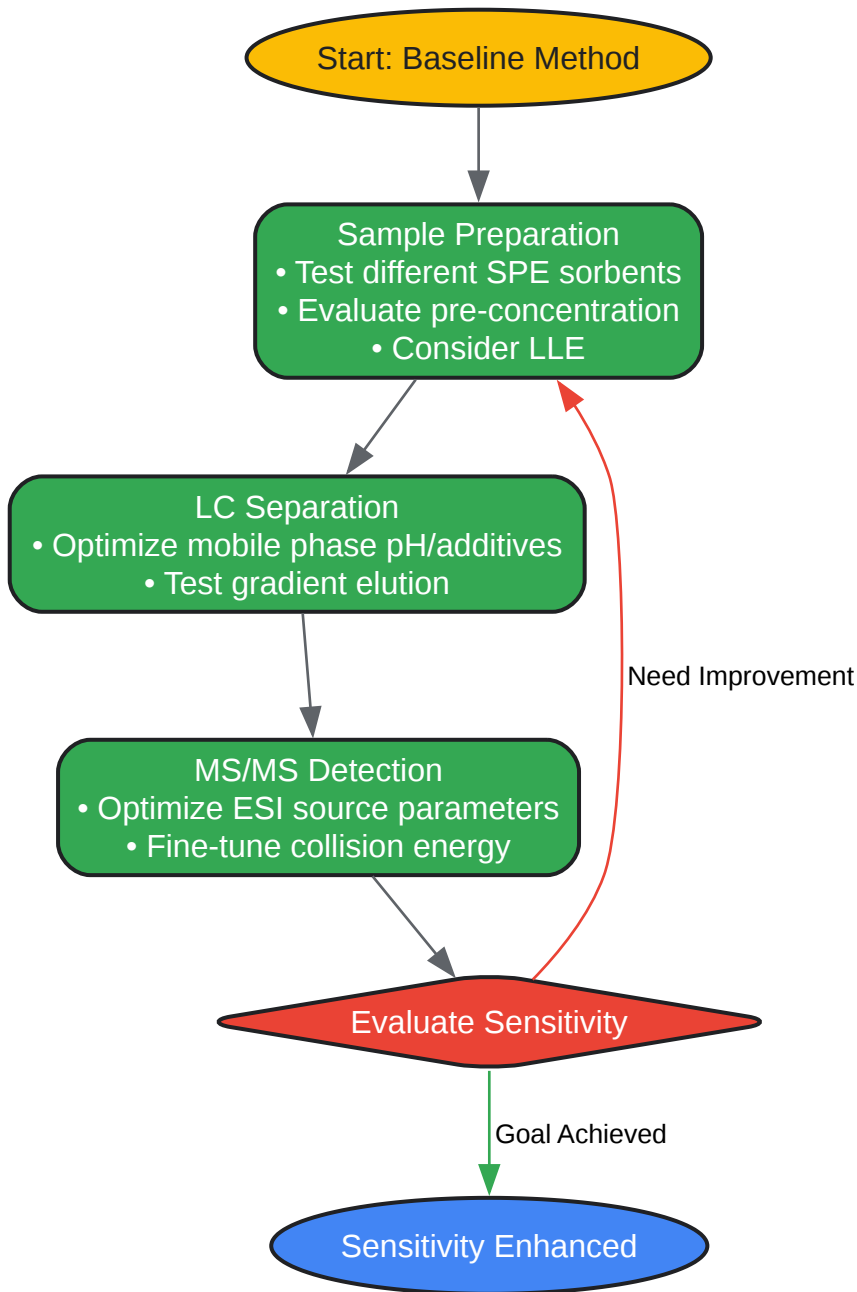 Start: Baseline Method
Sample Preparation
• Test different SPE sorbents
• Evaluate pre-concentration
• Consider LLE
LC Separation
• Optimize mobile phase pH/additives
• Test gradient elution
Need Improvement
MS/MS Detection
• Optimize ESI source parameters
• Fine-tune collision energy
Evaluate Sensitivity
Goal Achieved
Sensitivity Enhanced